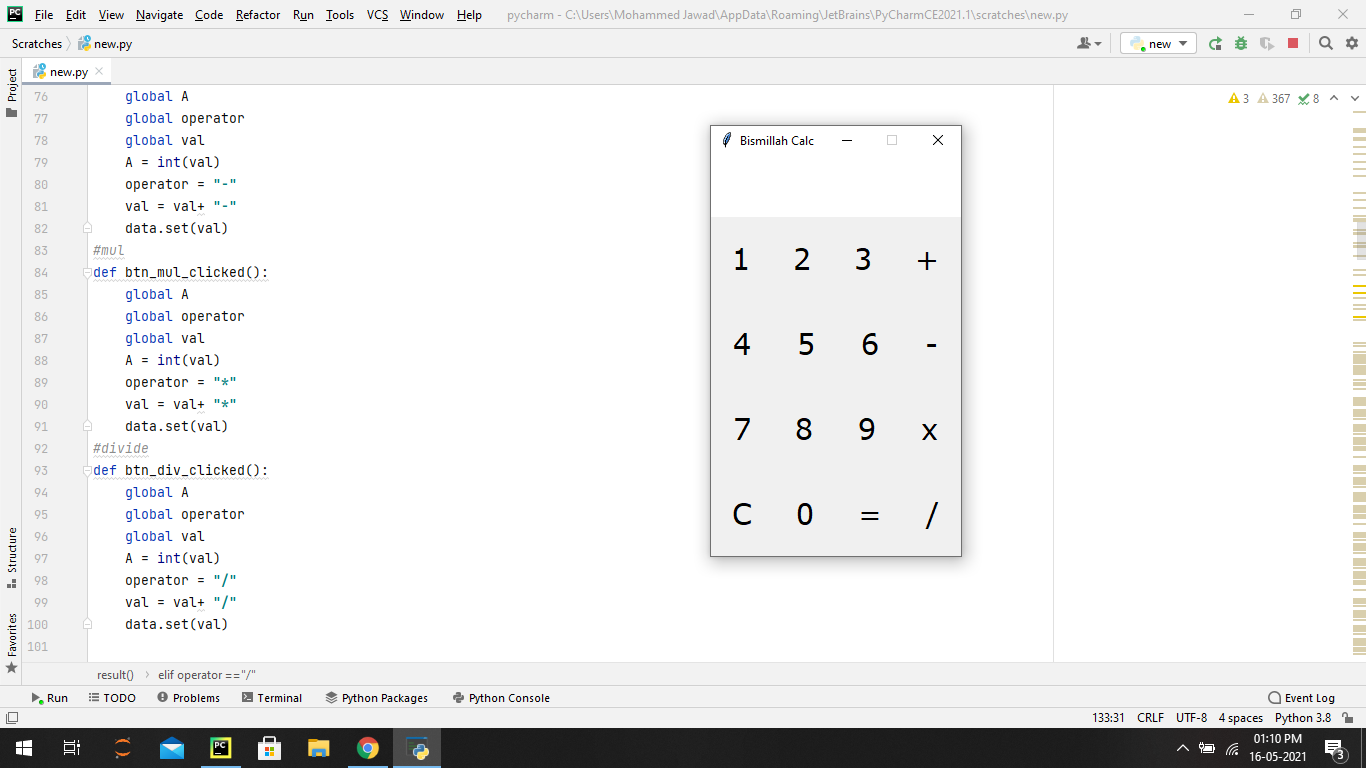 PC File Edit View Navigate Code Refactor Run Tools VCS Window Help pycharm - C:\Users\Mohammed Jawad\AppData\Roaming\JetBrains\PyCharmCE2021.1\scratches\new.py
Scratches new.py new
Project
new.py
3 367 8
76 global A
77 global operator
78 global val
79 A = int(val)
80 operator = "-"
81 val = val+ "-"
82 data.set(val)
83 #mul
84 def btn_mul_clicked():
85 global A
86 global operator
87 global val
88 A = int(val)
89 operator = "*"
90 val = val+ "*"
91 data.set(val)
92 #divide
93 def btn_div_clicked():
94 global A
95 global operator
96 global val
97 A = int(val)
98 operator = "/"
99 val = val+ "/"
100 data.set(val)
101
Bismillah Calc
1 2 3 +
4 5 6 -
7 8 9 x
C 0 = /
Structure
Favorites
result() elif operator =="/"
Run TODO Problems Terminal Python Packages Python Console Event Log
133:31 CRLF UTF-8 4 spaces Python 3.8
PC
01:10 PM
16-05-2021
3